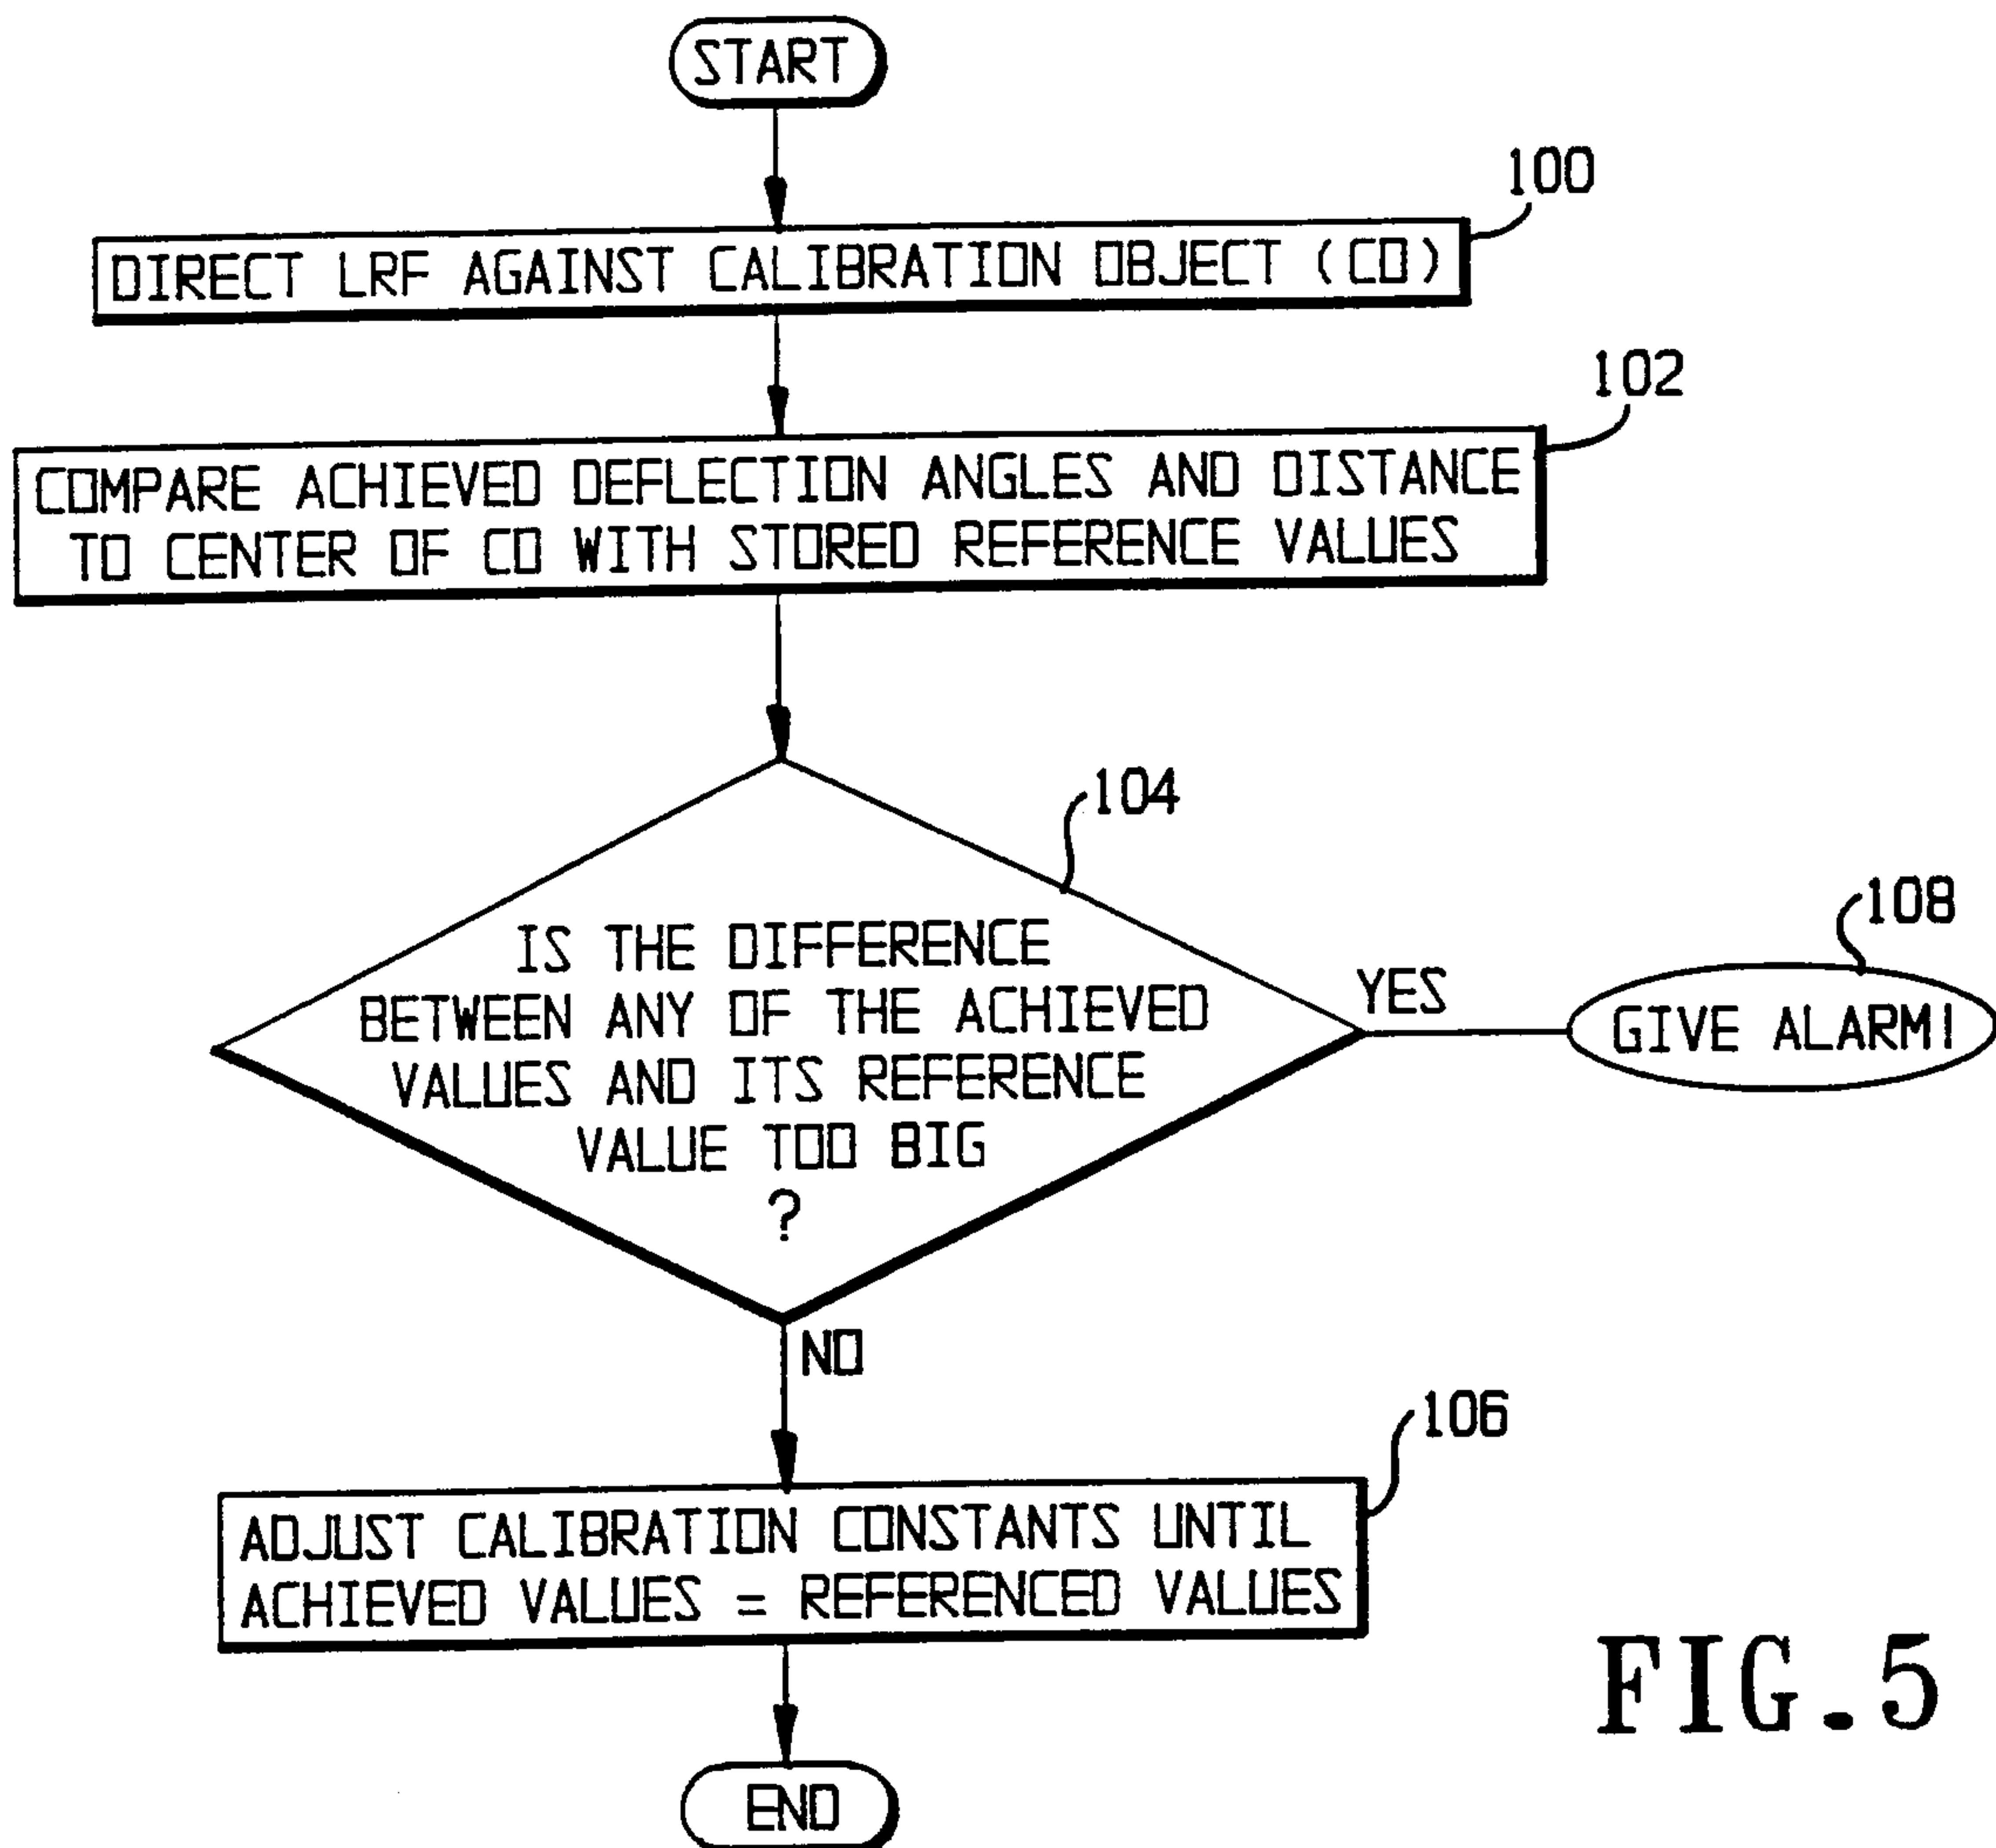 START
100
DIRECT LRF AGAINST CALIBRATION OBJECT (CO)
102
COMPARE ACHIEVED DEFLECTION ANGLES AND DISTANCE
TO CENTER OF CO WITH STORED REFERENCE VALUES
104
IS THE DIFFERENCE
BETWEEN ANY OF THE ACHIEVED
VALUES AND ITS REFERENCE
VALUE TOO BIG
?
YES
108
GIVE ALARM!
NO
106
ADJUST CALIBRATION CONSTANTS UNTIL
ACHIEVED VALUES = REFERENCED VALUES
END
FIG.5